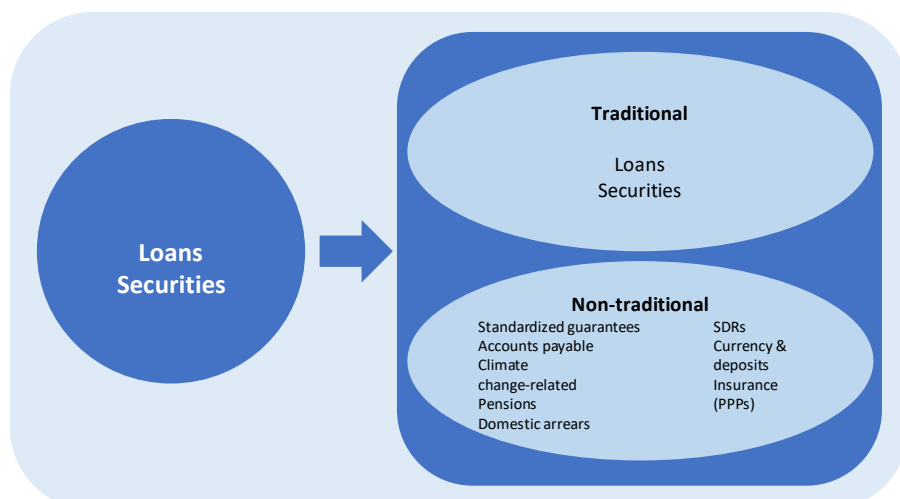 Loans
Securities
Traditional
Loans
Securities
Non-traditional
Standardized guarantees
Accounts payable
Climate
change-related
Pensions
Domestic arrears
SDRs
Currency &
deposits
Insurance
(PPPs)